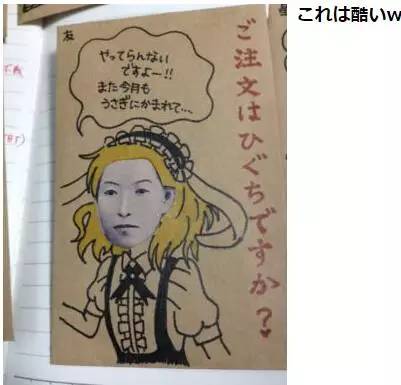 これは酷いw
友
やってらんない
ですよー!!
また今月も
うさぎにかまれて…
ご注文はひぐちですか?